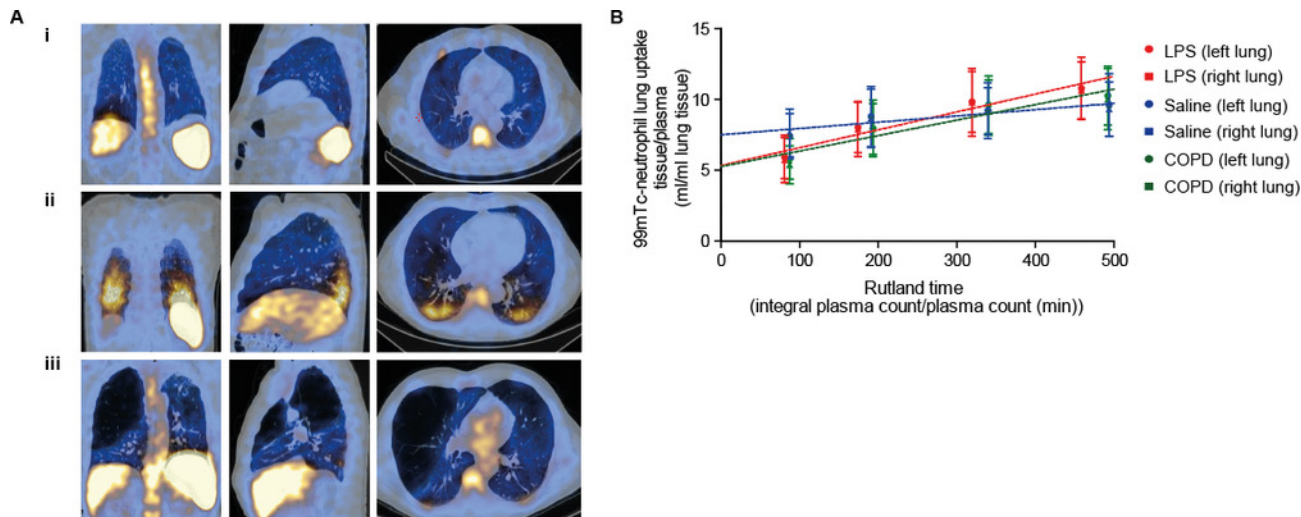 A
i
ii
iii
B
99mTc-neutrophil lung uptake
tissue/plasma
(ml/ml lung tissue)
15
10
5
0
0
100
200
300
400
500
Rutland time
(integral plasma count/plasma count (min))
LPS (left lung)
LPS (right lung)
Saline (left lung)
Saline (right lung)
COPD (left lung)
COPD (right lung)